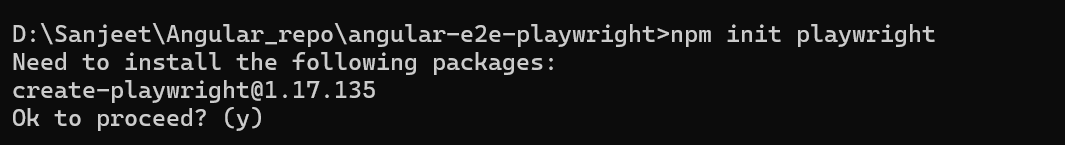 D:\Sanjeet\Angular_repo\angular-e2e-playwright>npm init playwright
Need to install the following packages:
create-playwright@1.17.135
Ok to proceed? (y)